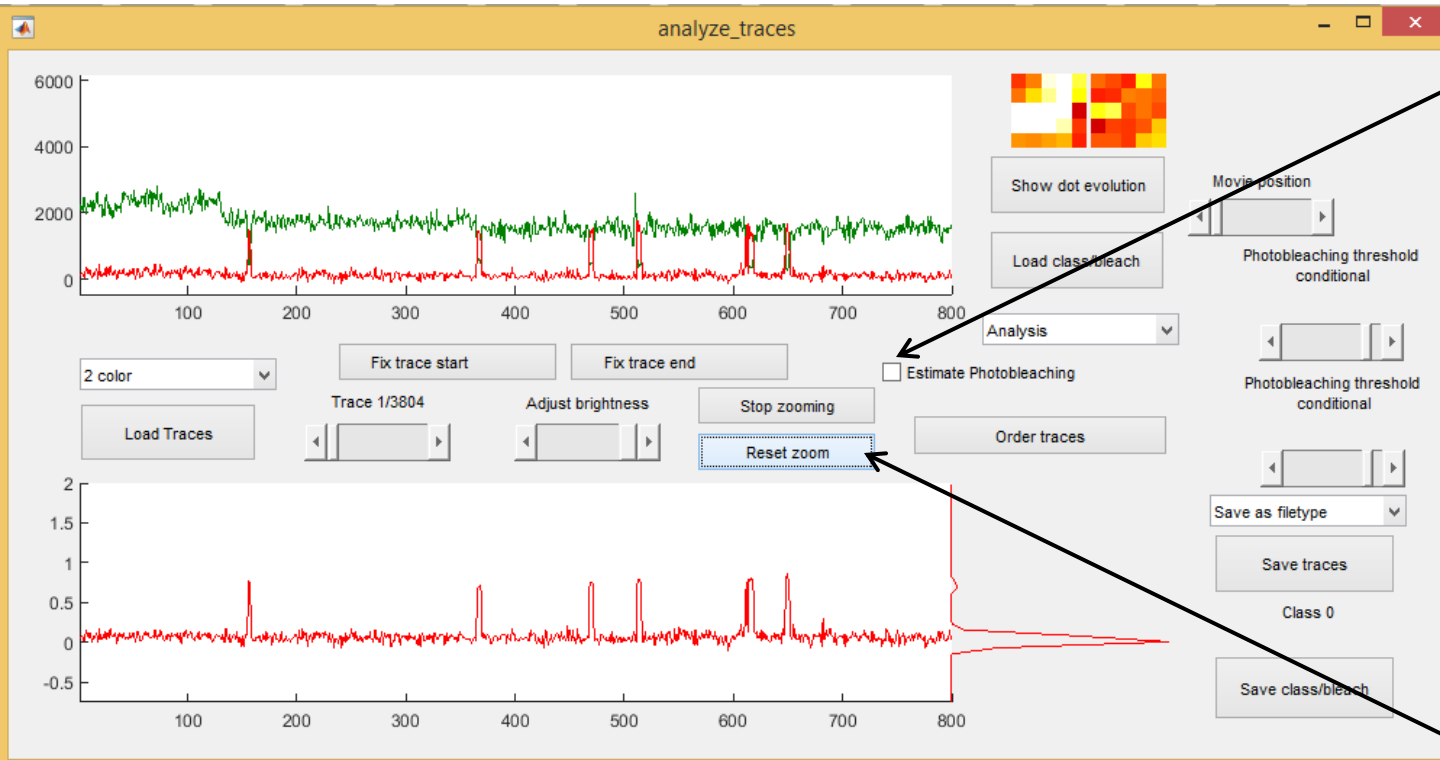 analyze_traces
6000
4000
2000
0
100 200 300 400 500 600 700 800
Show dot evolution
Movie position
Load class/bleach
Photobleaching threshold
conditional
Analysis
2 color
Fix trace start
Fix trace end
Estimate Photobleaching
Photobleaching threshold
conditional
Load Traces
Trace 1/3804
Adjust brightness
Stop zooming
Reset zoom
Order traces
2
1.5
1
0.5
0
-0.5
100 200 300 400 500 600 700 800
Save as filetype
Save traces
Class 0
Save class/bleach